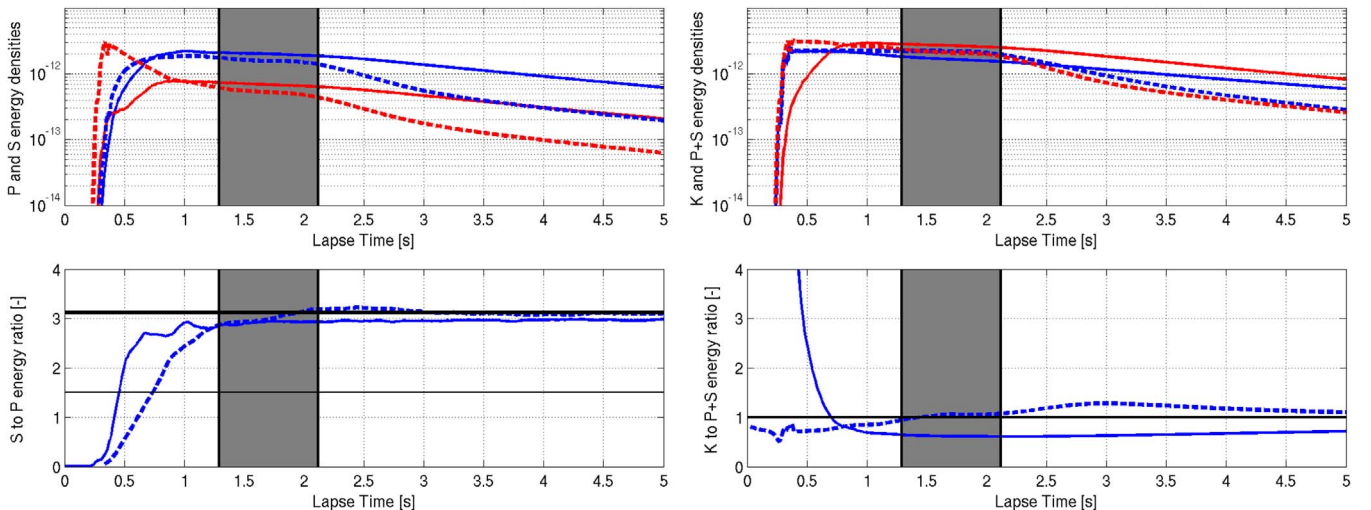 P and S energy densities
10^-12
10^-13
10^-14
0 0.5 1 1.5 2 2.5 3 3.5 4 4.5 5
Lapse Time [s]
K and P+S energy densities
10^-12
10^-13
10^-14
0 0.5 1 1.5 2 2.5 3 3.5 4 4.5 5
Lapse Time [s]
S to P energy ratio [-]
4
3
2
1
0
0 0.5 1 1.5 2 2.5 3 3.5 4 4.5 5
Lapse Time [s]
K to P+S energy ratio [-]
4
3
2
1
0
0 0.5 1 1.5 2 2.5 3 3.5 4 4.5 5
Lapse Time [s]